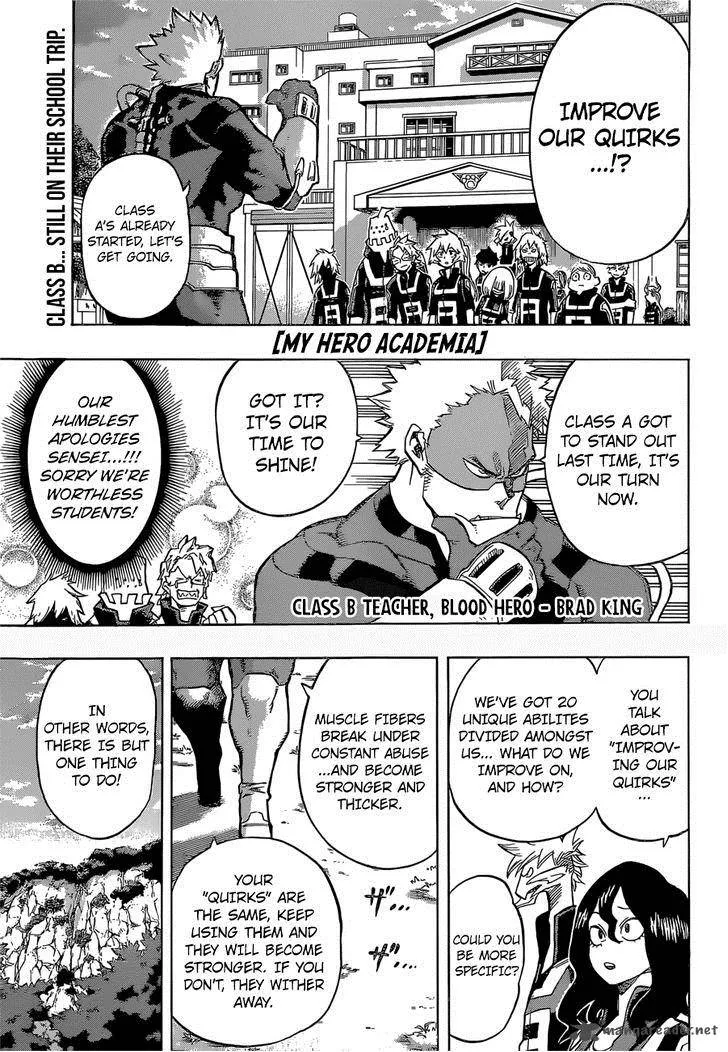 CLASS B... STILL ON THEIR SCHOOL TRIP.
IMPROVE
OUR QUIRKS
...!?
CLASS
A'S ALREADY
STARTED, LET'S
GET GOING.
[MY HERO ACADEMIA]
CLASS A GOT
TO STAND OUT
LAST TIME, IT'S
OUR TURN
NOW.
GOT IT?
IT'S OUR
TIME TO
SHINE!
OUR
HUMBLEST
APOLOGIES
SENSEI...!!!
SORRY WE'RE
WORTHLESS
STUDENTS!
CLASS B TEACHER, BLOOD HERO - BRAD KING
YOU
TALK
ABOUT
"IMPROV-
ING OUR
QUIRKS"
...
WE'VE GOT 20
UNIQUE ABILITES
DIVIDED AMONGST
US... WHAT DO WE
IMPROVE ON,
AND HOW?
COULD YOU
BE MORE
SPECIFIC?
MUSCLE FIBERS
BREAK UNDER
CONSTANT ABUSE
...AND BECOME
STRONGER AND
THICKER.
ザ"...
ザ"...
YOUR
"QUIRKS" ARE
THE SAME, KEEP
USING THEM AND
THEY WILL BECOME
STRONGER. IF YOU
DON'T, THEY WITHER
AWAY.
IN
OTHER WORDS,
THERE IS BUT
ONE THING
TO DO!
mangareader.net